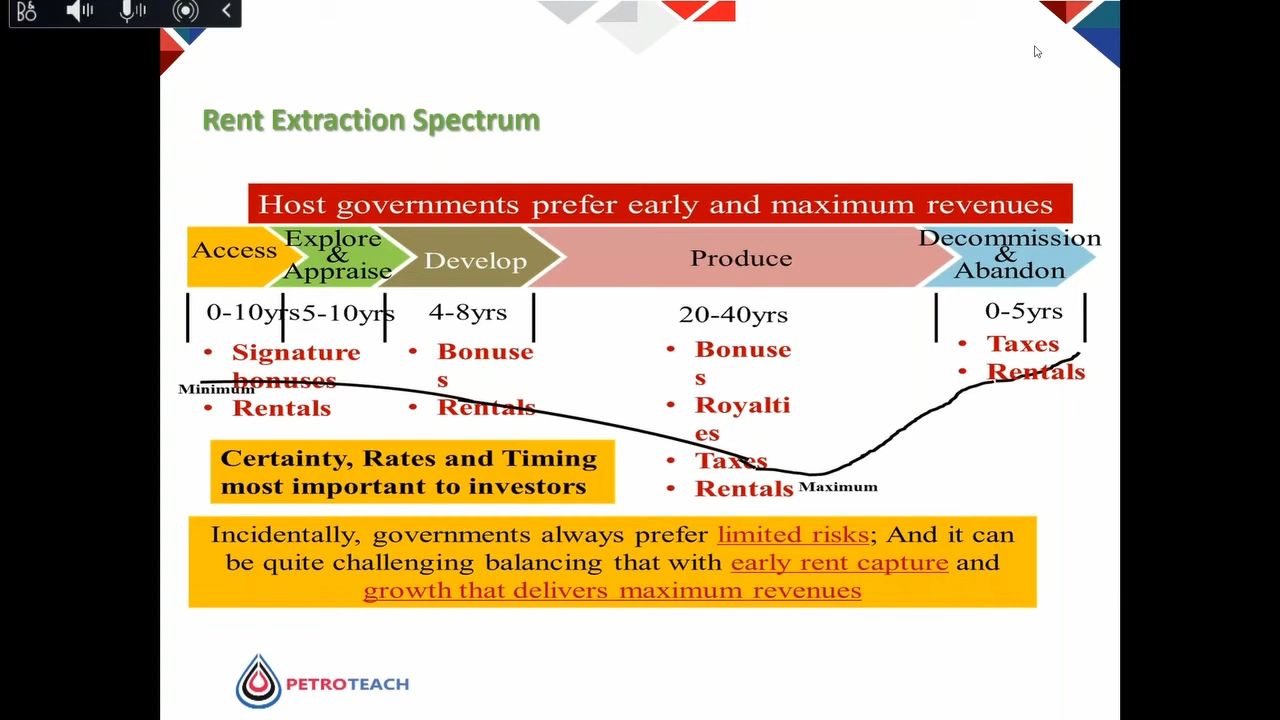 Rent Extraction Spectrum
Host governments prefer early and maximum revenues
Access
Explore
&
Appraise
Develop
Produce
Decommission
&
Abandon
0-10yrs
5-10yrs
4-8yrs
20-40yrs
0-5yrs
• Signature
bonuses
• Rentals
• Bonuse
s
• Rentals
• Bonuse
s
• Royalti
es
• Taxes
• Rentals
• Taxes
• Rentals
Minimum
Maximum
Certainty, Rates and Timing
most important to investors
Incidentally, governments always prefer limited risks; And it can
be quite challenging balancing that with early rent capture and
growth that delivers maximum revenues
PETROTEACH